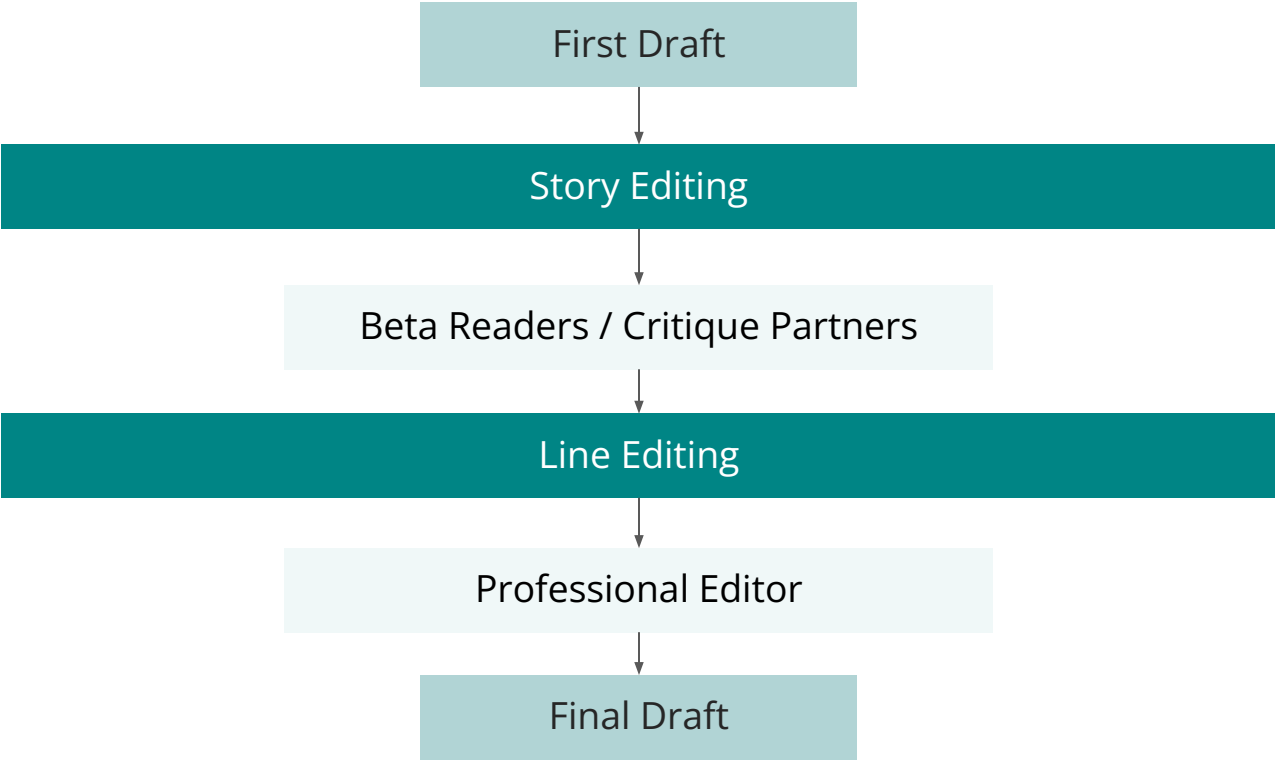 First Draft
Story Editing
Beta Readers / Critique Partners
Line Editing
Professional Editor
Final Draft